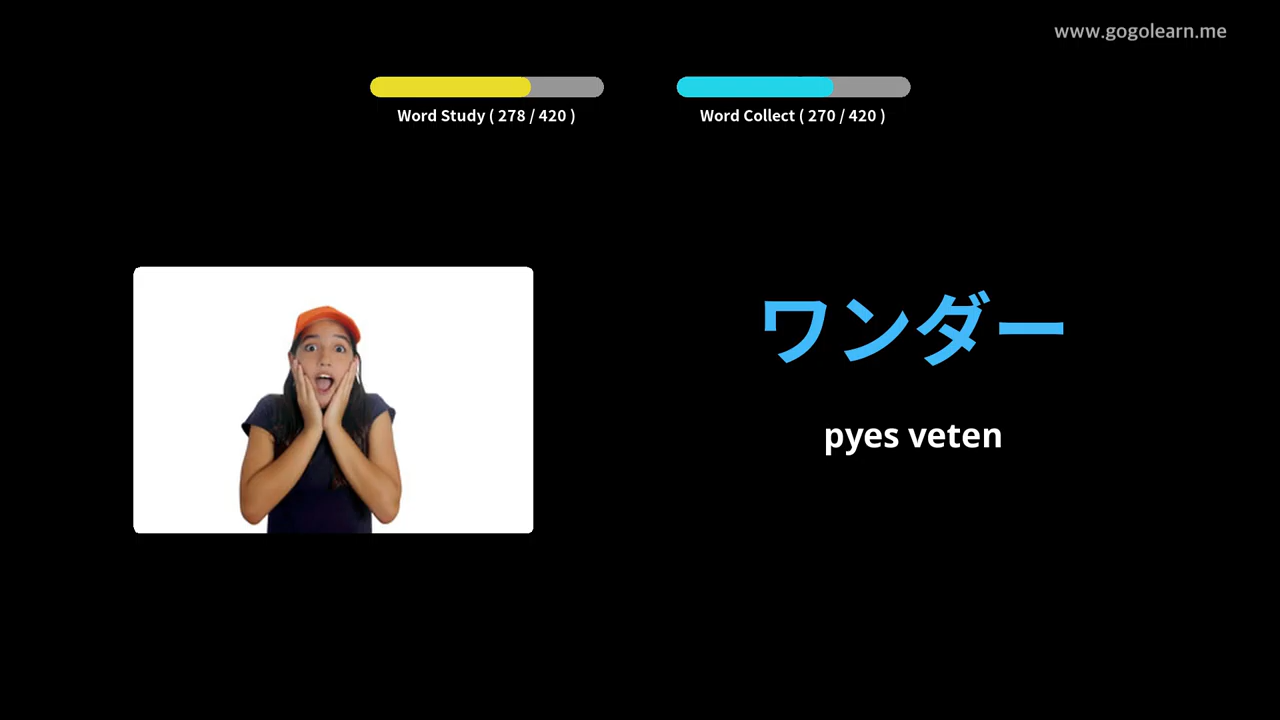 www.gogolearn.me
Word Study ( 278 / 420 )
Word Collect ( 270 / 420 )
ワンダー
pyes veten